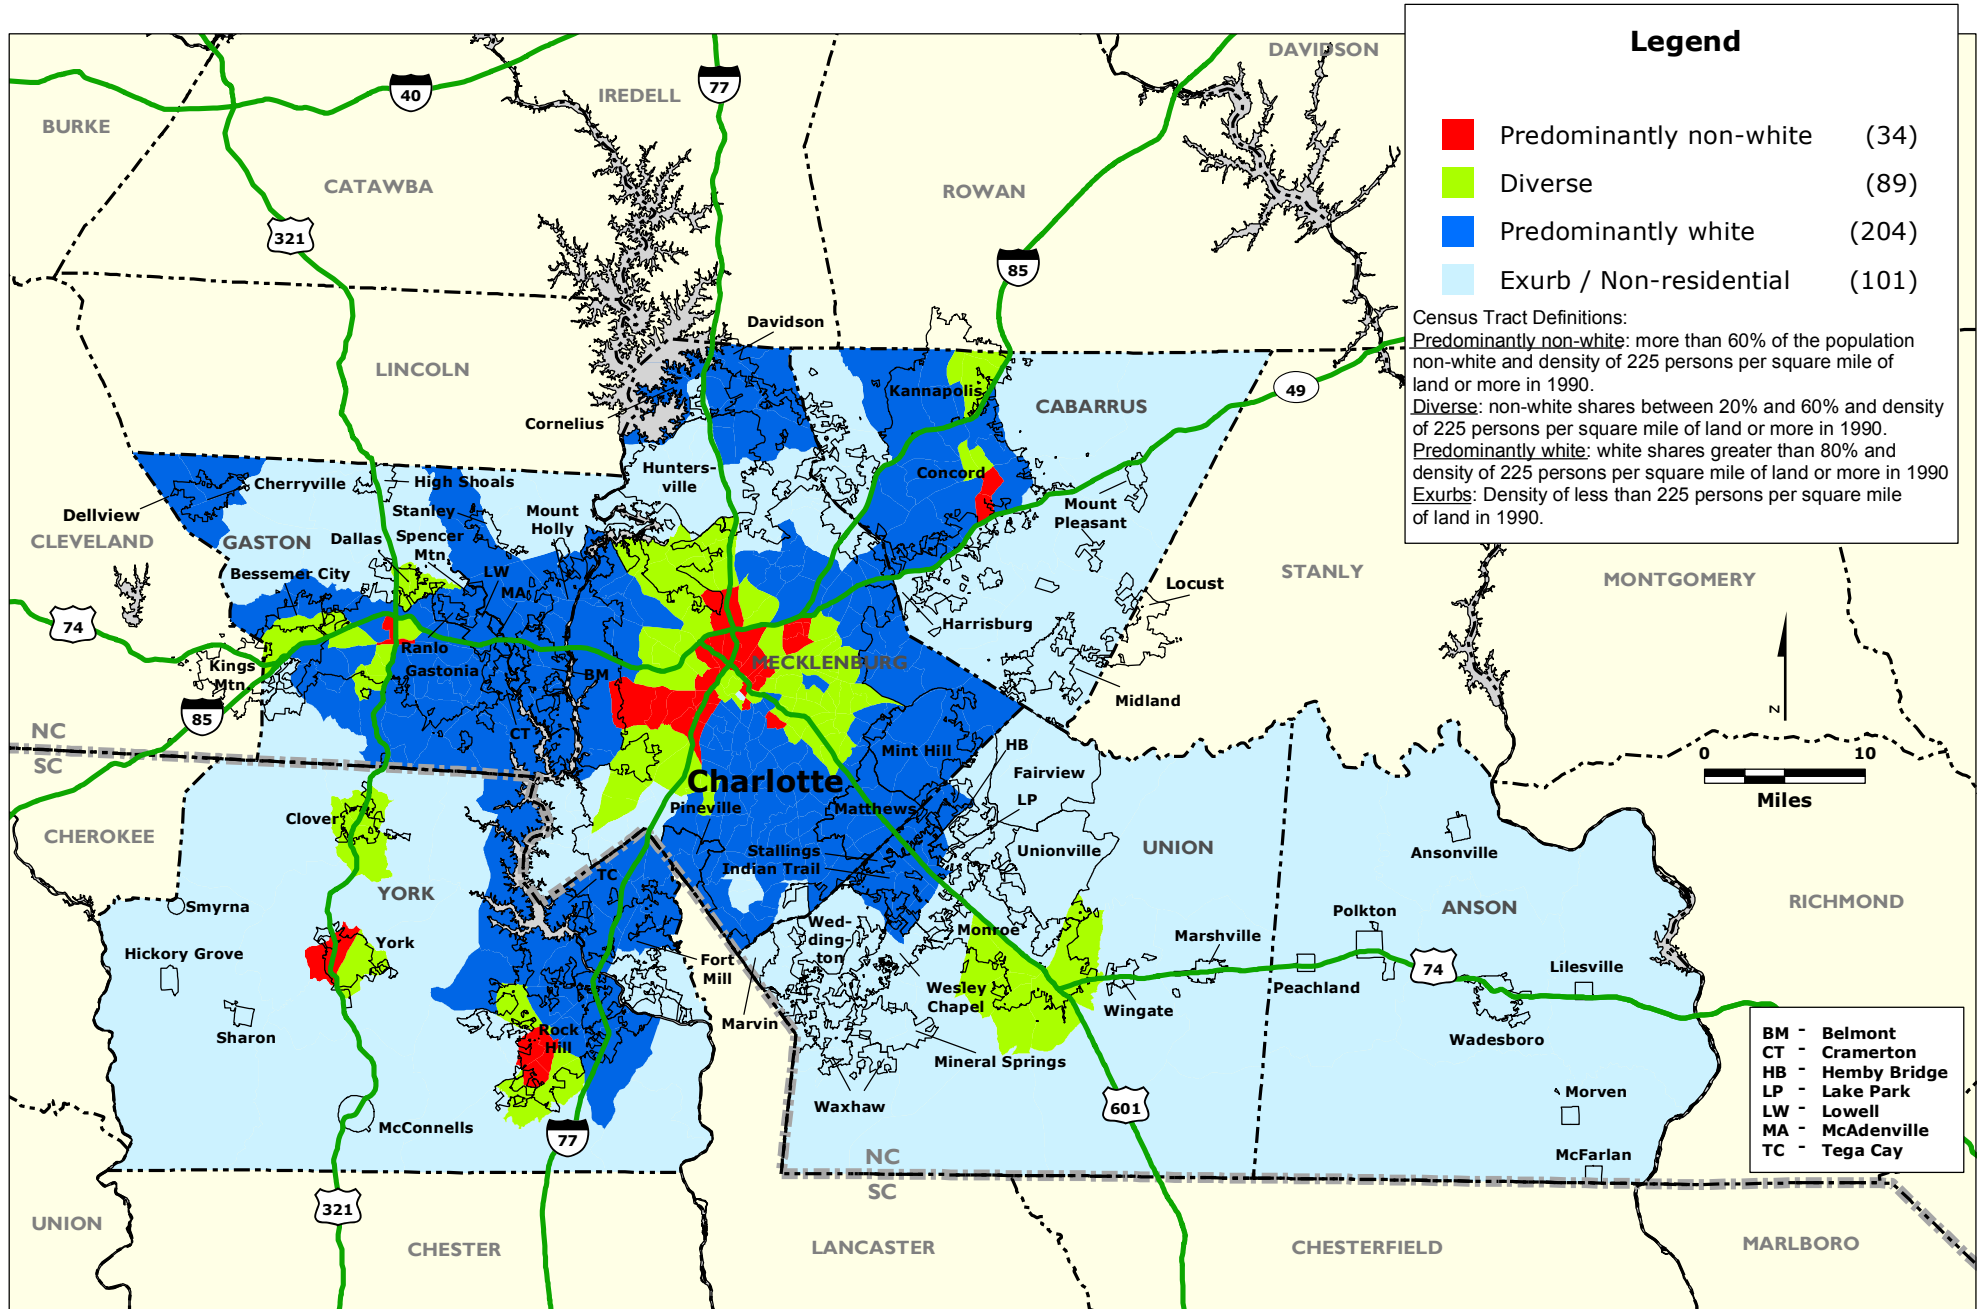 Legend
Predominantly non-white (34)
Diverse (89)
Predominantly white (204)
Exurb / Non-residential (101)
Census Tract Definitions:
Predominantly non-white: more than 60% of the population
non-white and density of 225 persons per square mile of
land or more in 1990.
Diverse: non-white shares between 20% and 60% and density
of 225 persons per square mile of land or more in 1990.
Predominantly white: white shares greater than 80% and
density of 225 persons per square mile of land or more in 1990
Exurbs: Density of less than 225 persons per square mile
of land in 1990.
DAVIDSON
40
77
IREDELL
BURKE
CATAWBA
ROWAN
321
85
Davidson
LINCOLN
49
Kannapolis
CABARRUS
Cornelius
Hunters-
ville
Concord
Cherryville
High Shoals
Stanley
Mount
Holly
Mount
Pleasant
Dellview
CLEVELAND
GASTON
Dallas
Spencer
Mtn.
Bessemer City
LW
MA
STANLY
MONTGOMERY
Locust
74
Harrisburg
Ranlo
Kings
Mtn.
Gastonia
BM
MECKLENBURG
Midland
85
N
NC
SC
CT
Mint Hill
HB
Fairview
LP
0 10
Miles
Charlotte
Pineville
Matthews
CHEROKEE
Clover
Stallings
Indian Trail
Unionville
UNION
Ansonville
TC
YORK
Smyrna
RICHMOND
ANSON
Polkton
Wed-
ding-
ton
Monroe
Marshville
York
Hickory Grove
Fort
Mill
74
Lilesville
Wesley
Chapel
Peachland
Wingate
Marvin
Sharon
Rock
Hill
Wadesboro
Mineral Springs
Morven
Waxhaw
601
McConnells
77
NC
SC
McFarlan
BM - Belmont
CT - Cramerton
HB - Hemby Bridge
LP - Lake Park
LW - Lowell
MA - McAdenville
TC - Tega Cay
321
UNION
CHESTER
LANCASTER
CHESTERFIELD
MARLBORO